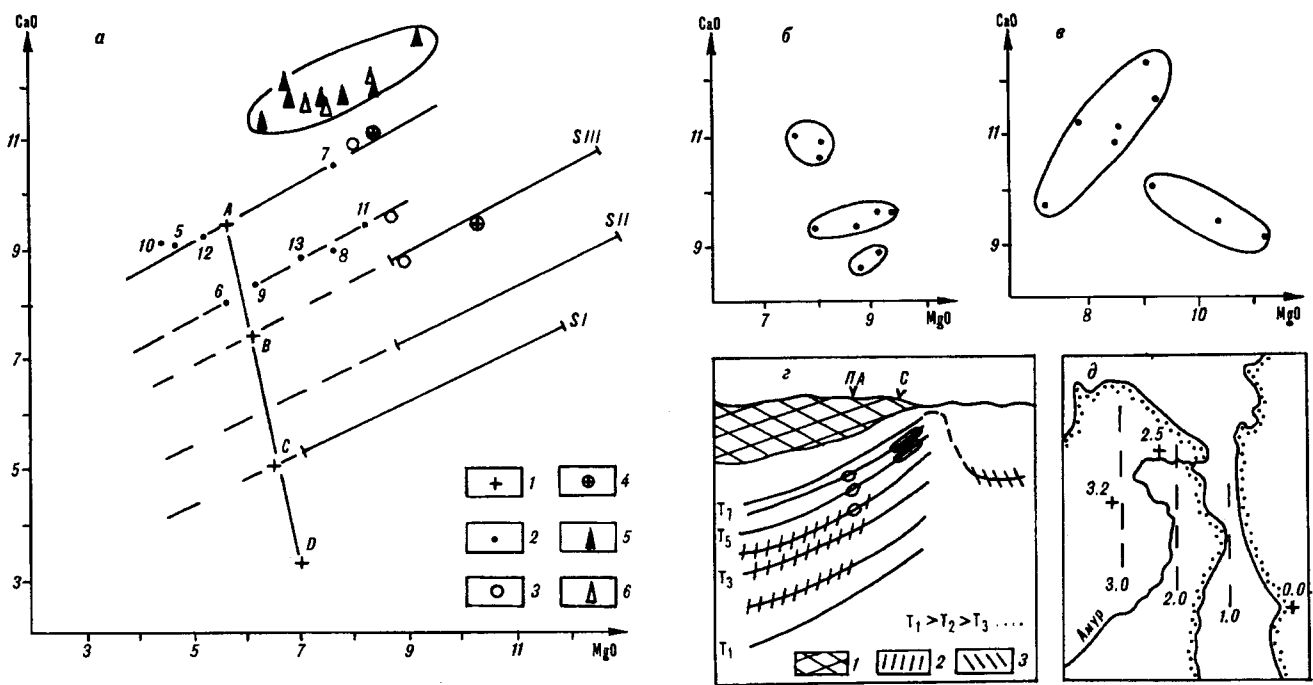 CaO
а
11
9
7
5
3
3 5 7 9 11 MgO
10 5 12 A 7
6 9 13 8 11
B
C
D
S III
S II
S I
1 4
2 5
3 6
CaO
б
11
9
7 9 MgO
CaO
в
11
9
8 10 MgO
г ПА С
T₇
T₅
T₃
T₁
T₁ > T₂ > T₃ ....
1 2 3
д
2.5
3.2
3.0 2.0 1.0 0.0
Амур